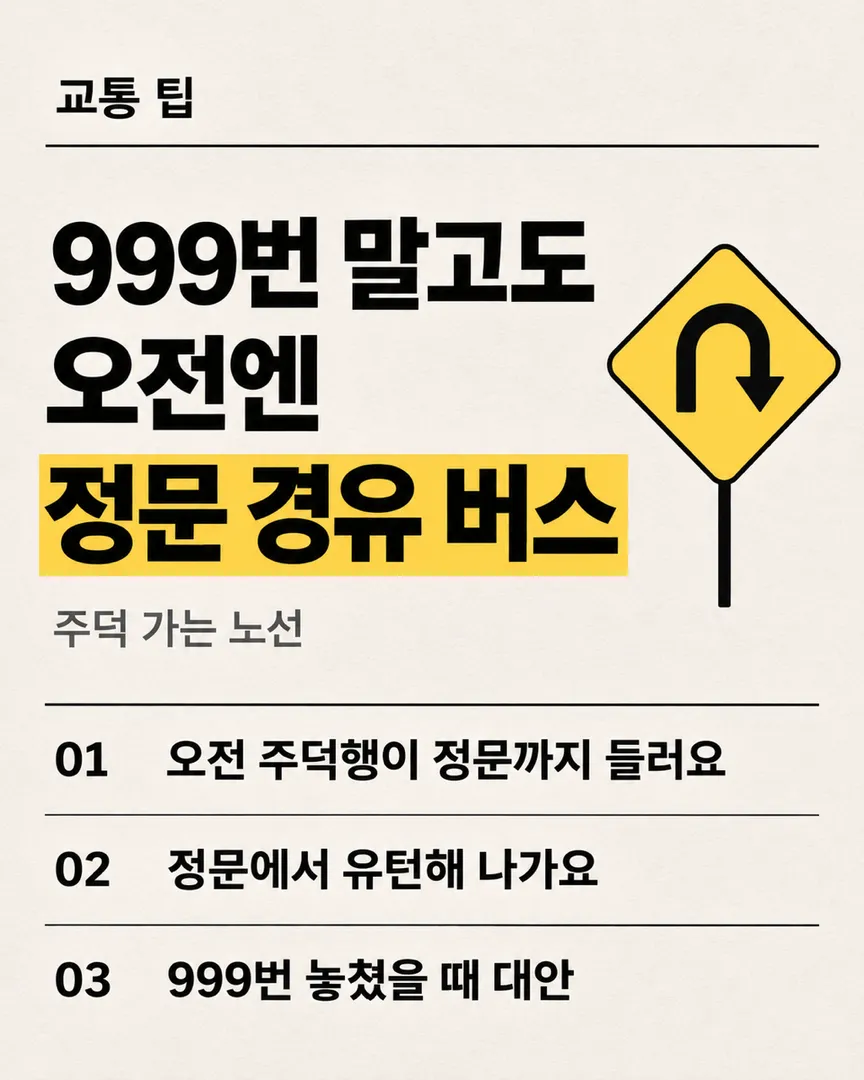 교통 팁
999번 말고도
오전엔
정문 경유 버스
주덕 가는 노선
01 오전 주덕행이 정문까지 들러요
02 정문에서 유턴해 나가요
03 999번 놓쳤을 때 대안